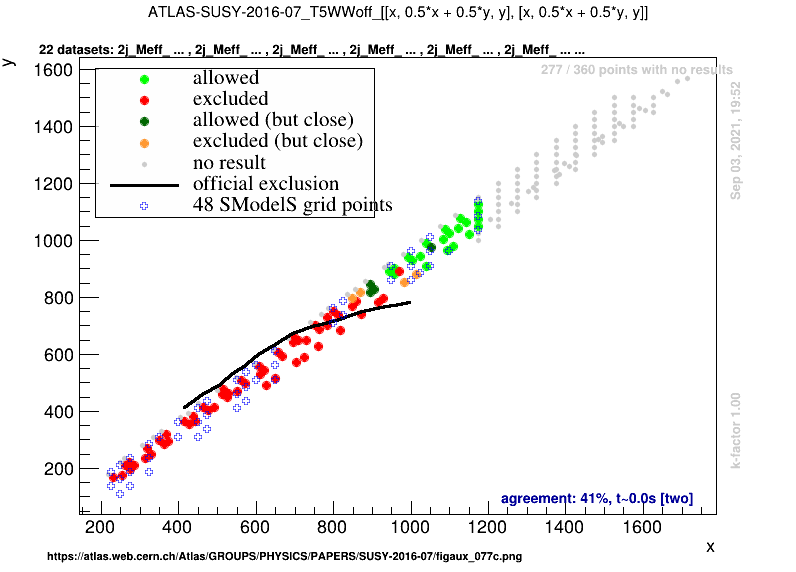 ATLAS-SUSY-2016-07_T5WWoff_[[x, 0.5*x + 0.5*y, y], [x, 0.5*x + 0.5*y, y]]
22 datasets: 2j_Meff_ ... , 2j_Meff_ ... , 2j_Meff_ ... , 2j_Meff_ ... , 2j_Meff_ ... , 2j_Meff_ ... ...
y
277 / 360 points with no results
allowed
excluded
allowed (but close)
excluded (but close)
no result
official exclusion
48 SModelS grid points
Sep 03, 2021, 19:52
k-factor 1.00
1600
1400
1200
1000
800
600
400
200
agreement: 41%, t~0.0s [two]
200 400 600 800 1000 1200 1400 1600
x
https://atlas.web.cern.ch/Atlas/GROUPS/PHYSICS/PAPERS/SUSY-2016-07/figaux_077c.png